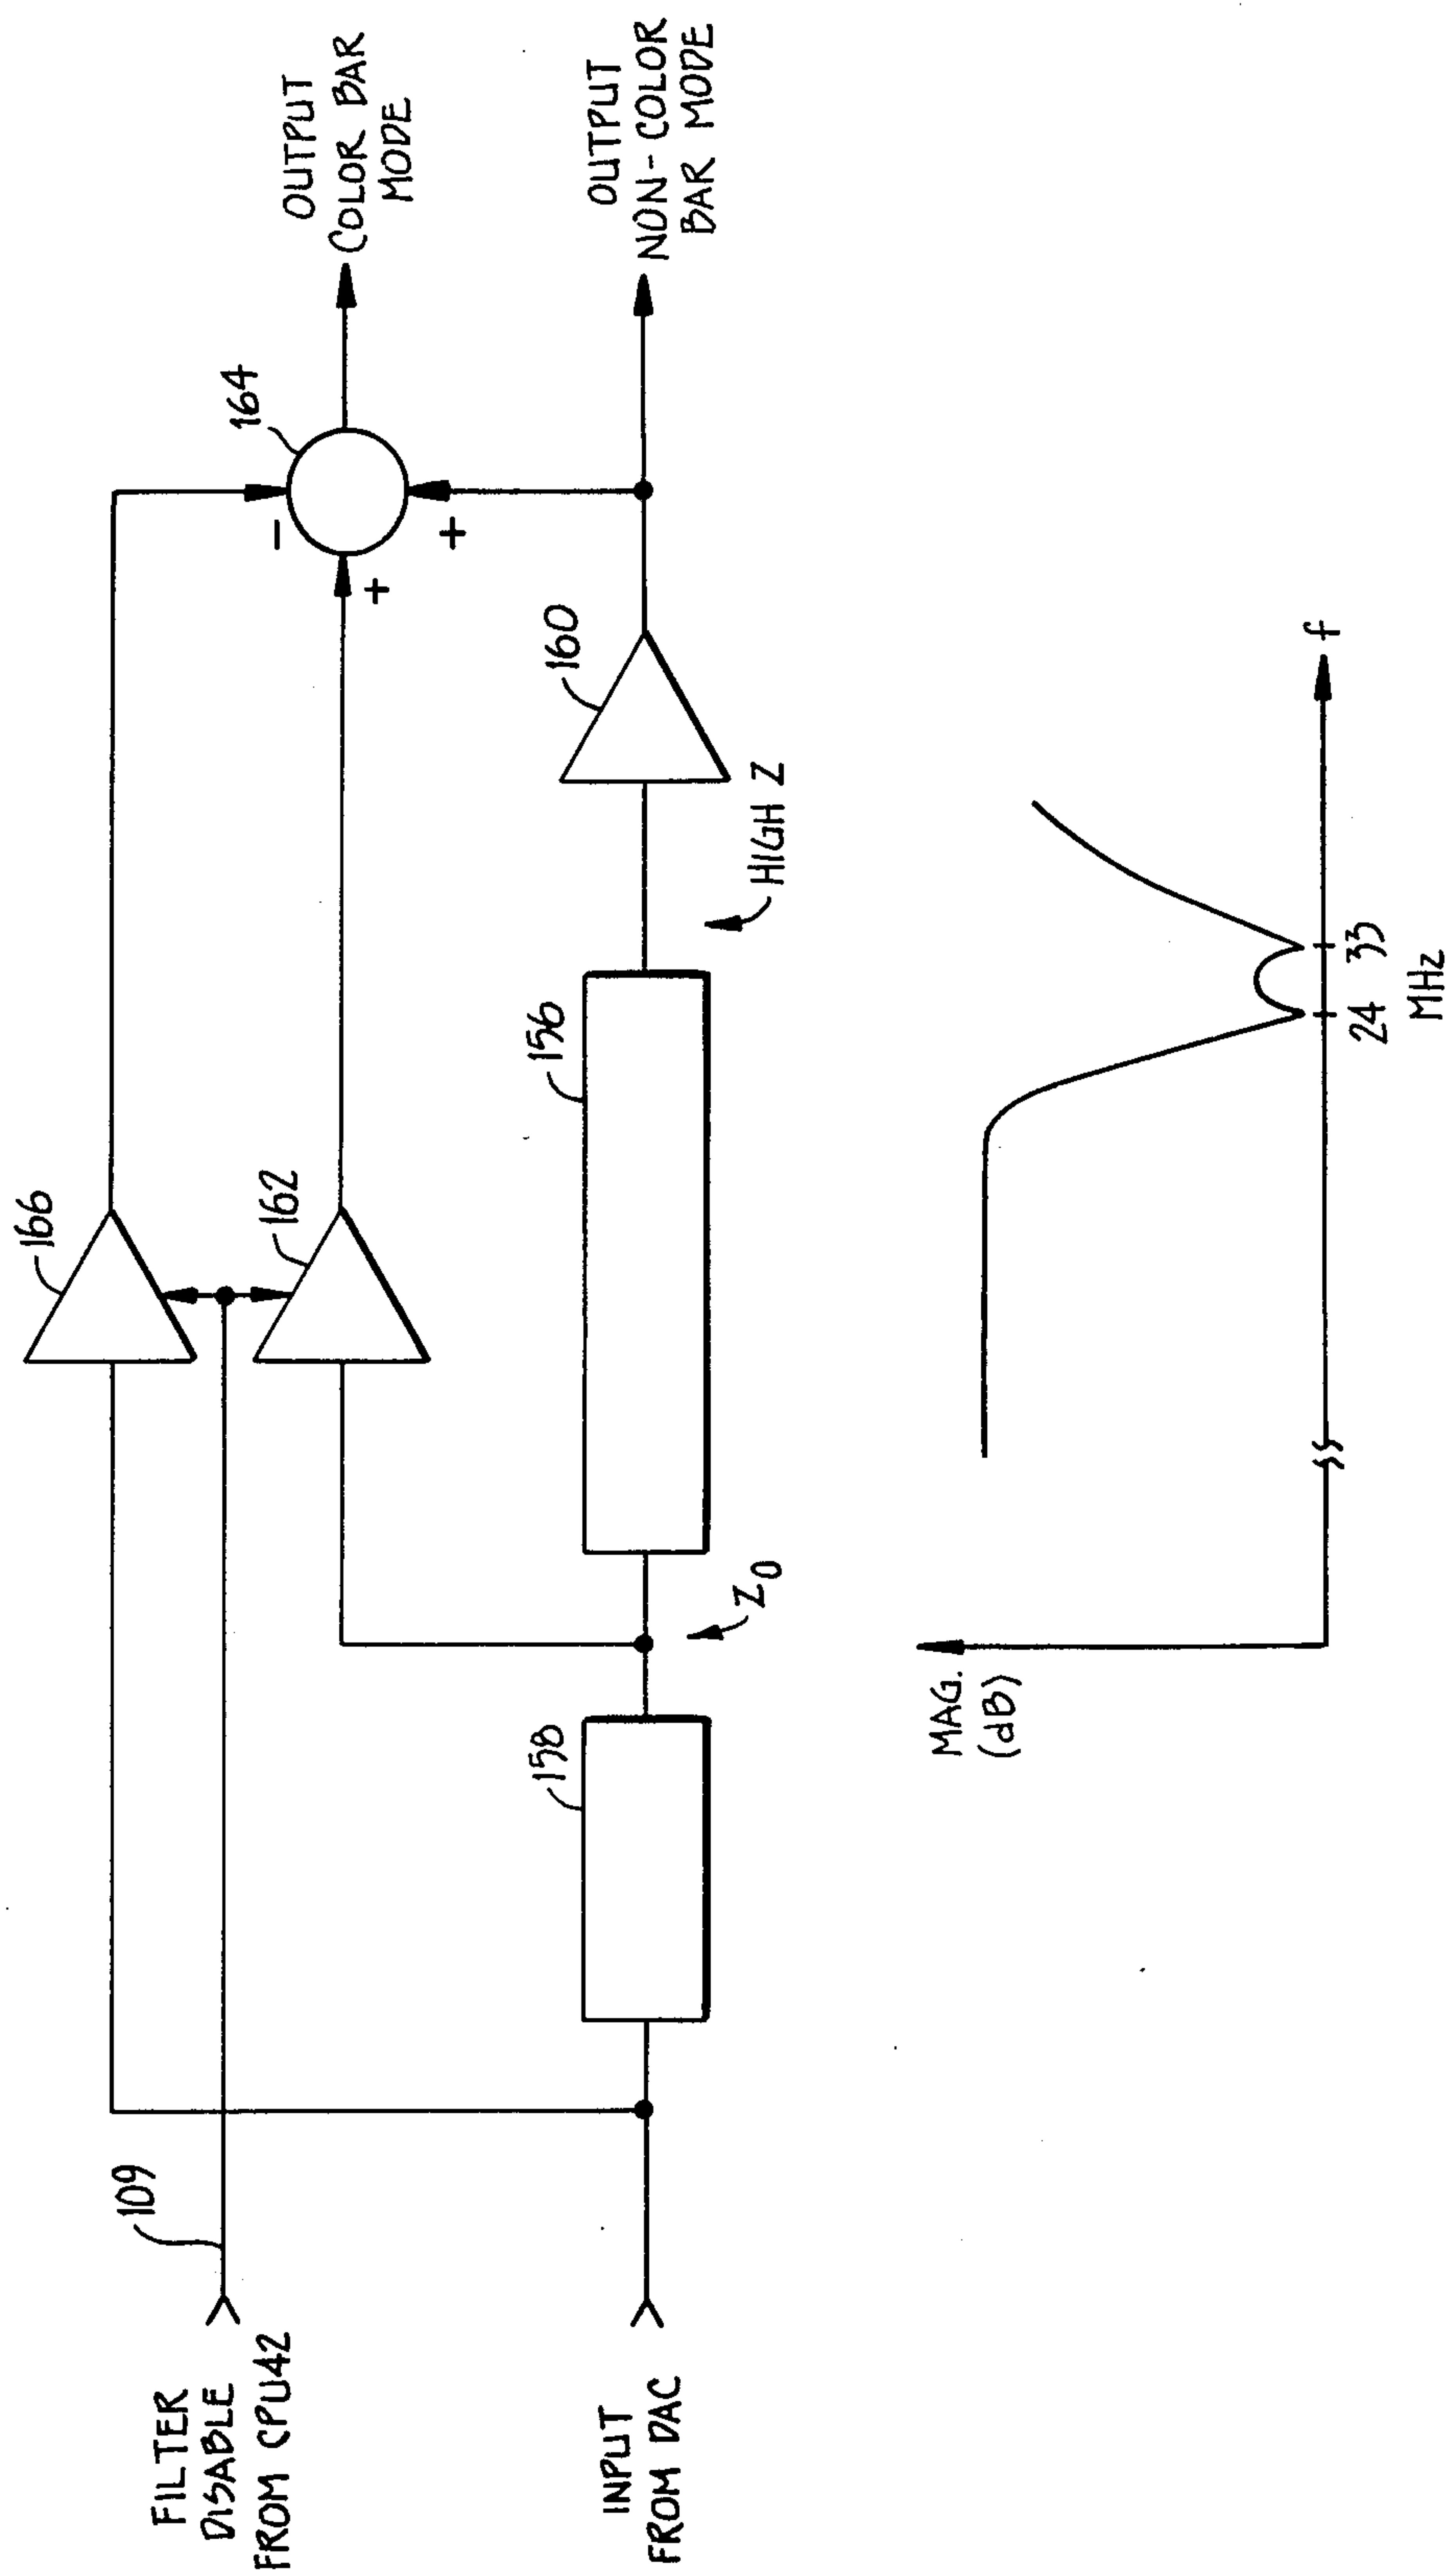 FILTER
DISABLE
FROM CPU42
109
166
162
164
OUTPUT
COLOR BAR
MODE
INPUT
FROM DAC
158
Z0
156
HIGH Z
160
OUTPUT
NON-COLOR
BAR MODE
-
+
+
MAG.
(dB)
24
33
MHz
f